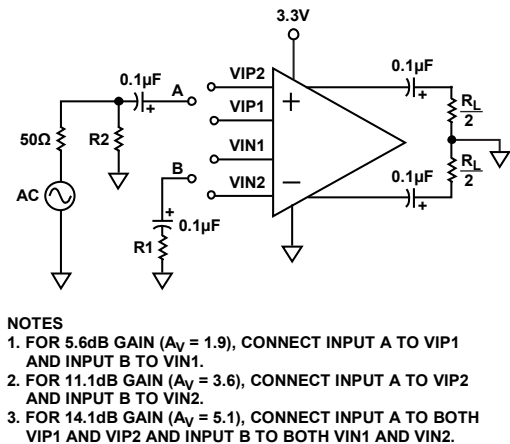 3.3V
0.1µF
A
VIP2
0.1µF
VIP1
+
+
+
R_L
2
50Ω
R2
VIN1
B
VIN2
–
0.1µF
R_L
2
AC
+
0.1µF
+
R1
NOTES
1. FOR 5.6dB GAIN (A_V = 1.9), CONNECT INPUT A TO VIP1
AND INPUT B TO VIN1.
2. FOR 11.1dB GAIN (A_V = 3.6), CONNECT INPUT A TO VIP2
AND INPUT B TO VIN2.
3. FOR 14.1dB GAIN (A_V = 5.1), CONNECT INPUT A TO BOTH
VIP1 AND VIP2 AND INPUT B TO BOTH VIN1 AND VIN2.